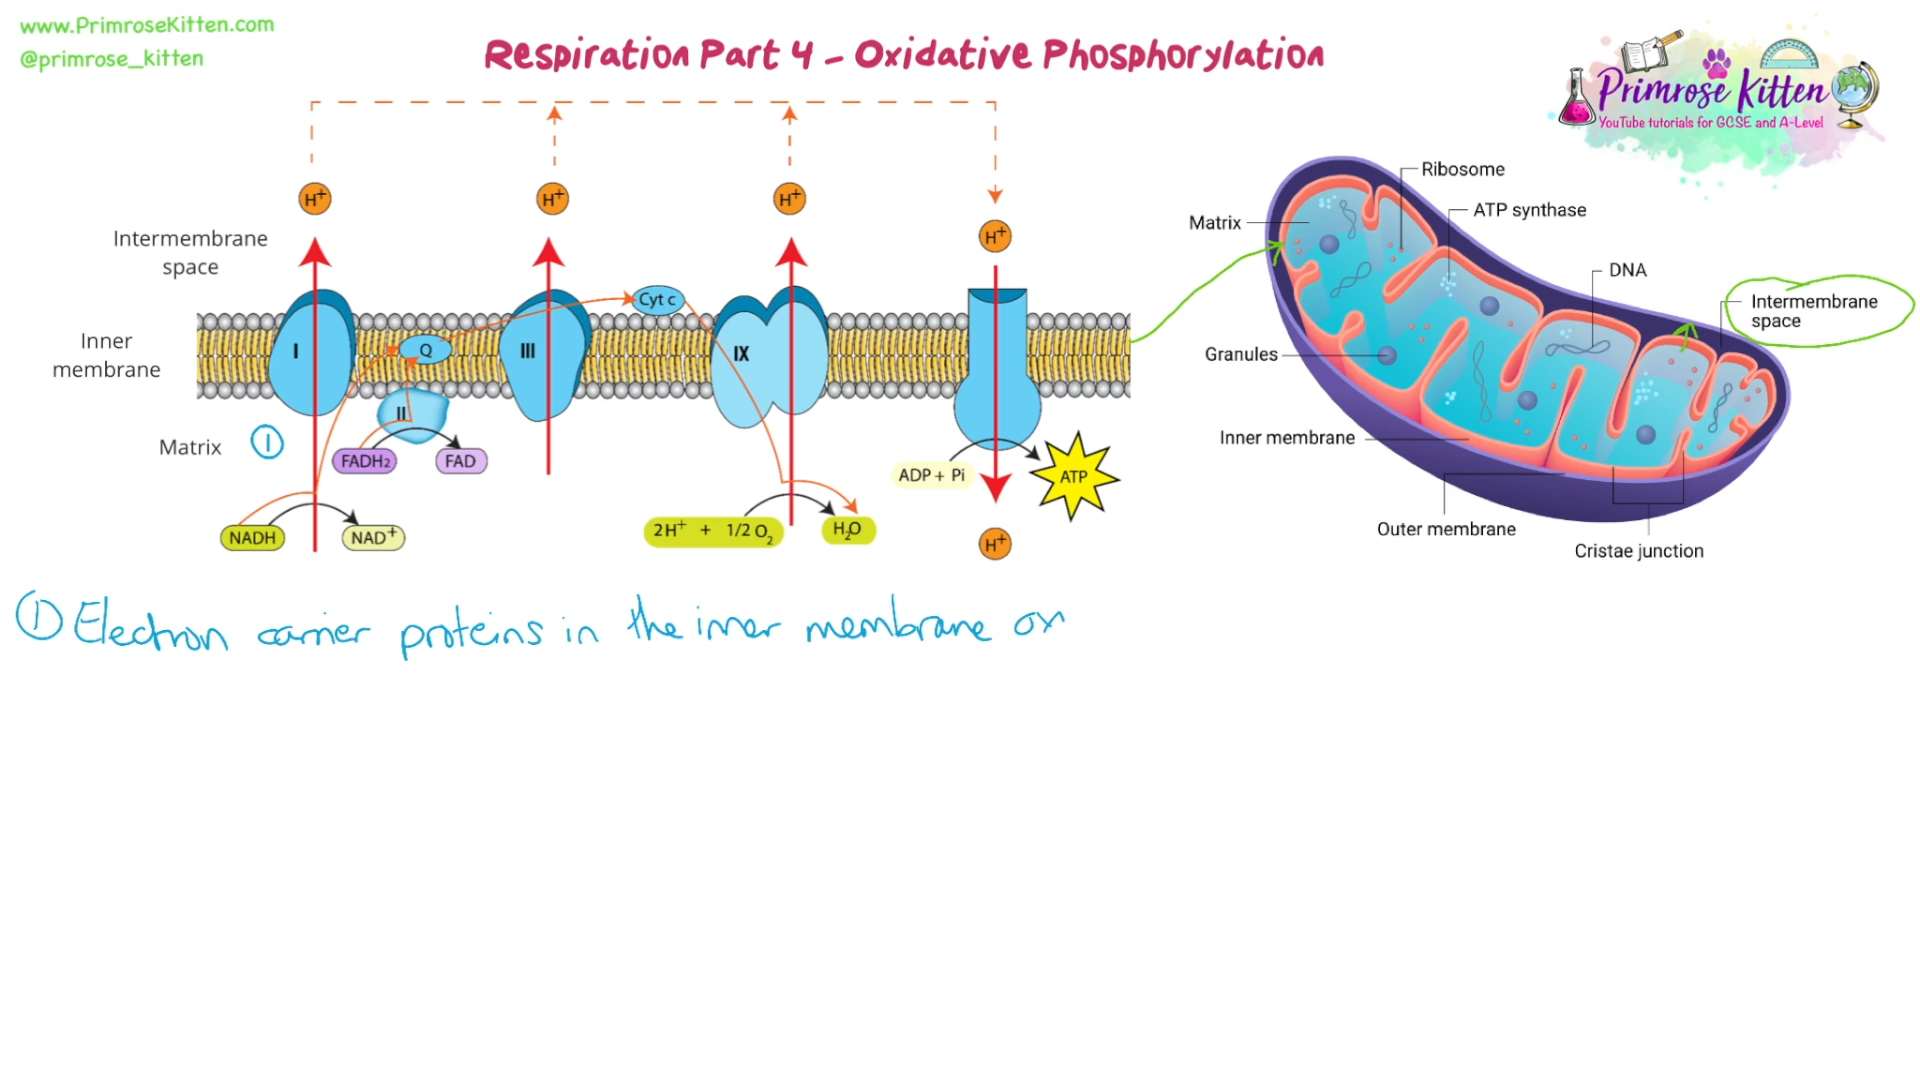 www.PrimroseKitten.com
@primrose_kitten
Respiration Part 4 - Oxidative Phosphorylation
Primrose Kitten
YouTube tutorials for GCSE and A-Level
H+
H+
H+
H+
Intermembrane
space
Inner
membrane
Matrix
①
I
Q
II
III
Cyt c
IX
FADH2
FAD
NADH
NAD+
2H+ + 1/2 O2
H2O
ADP + Pi
ATP
H+
Ribosome
Matrix
ATP synthase
DNA
Intermembrane
space
Granules
Inner membrane
Outer membrane
Cristae junction
① Electron carrier proteins in the inner membrane ox